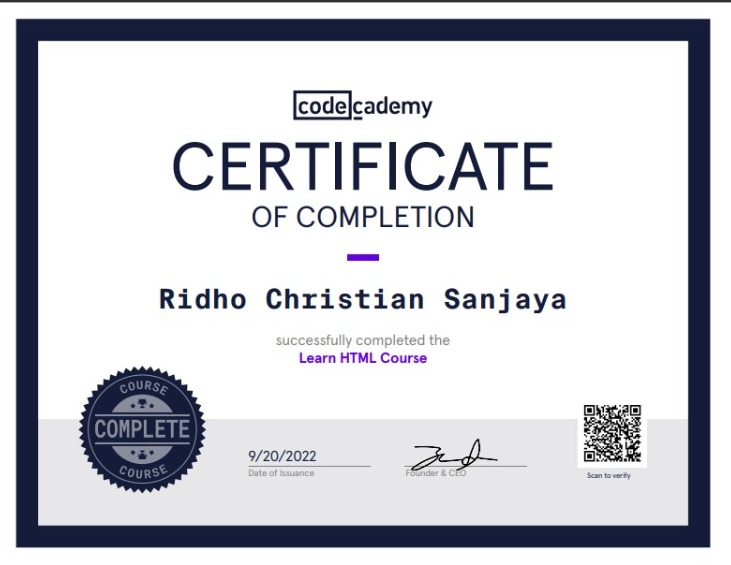 codecademy
CERTIFICATE
OF COMPLETION
Ridho Christian Sanjaya
successfully completed the
Learn HTML Course
COURSE
COMPLETE
COURSE
9/20/2022
Date of Issuance
Founder & CEO
Scan to verify